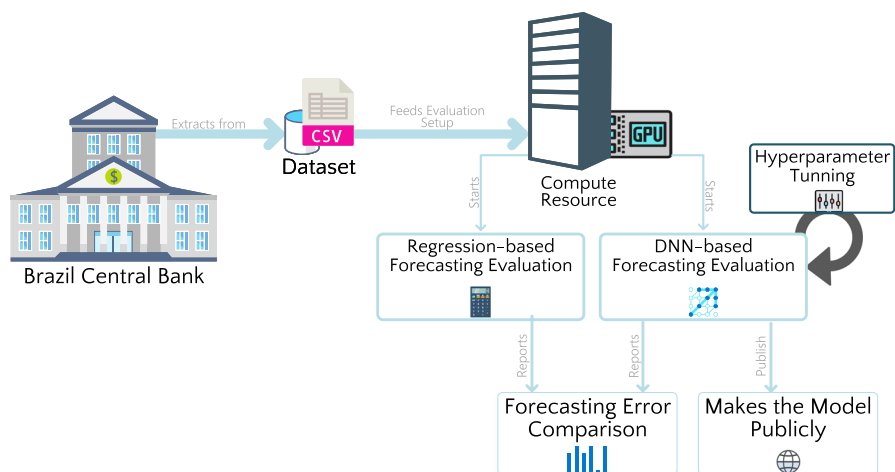 Extracts from
CSV
Dataset
Feeds Evaluation
Setup
GPU
Compute
Resource
$
Brazil Central Bank
Hyperparameter
Tunning
Starts
Starts
Regression-based
Forecasting Evaluation
DNN-based
Forecasting Evaluation
Reports
Reports
Publish
Forecasting Error
Comparison
Makes the Model
Publicly